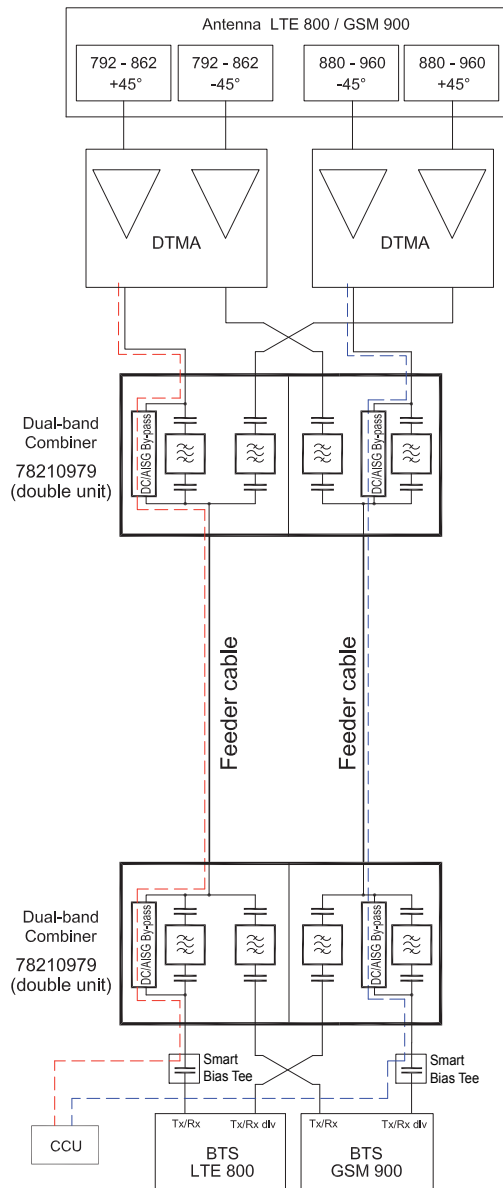 Antenna LTE 800 / GSM 900
792 - 862
+45°
792 - 862
-45°
880 - 960
-45°
880 - 960
+45°
DTMA
DTMA
Dual-band
Combiner
78210979
(double unit)
DC/AISG By-pass
DC/AISG By-pass
Feeder cable
Feeder cable
Dual-band
Combiner
78210979
(double unit)
DC/AISG By-pass
DC/AISG By-pass
Smart
Bias Tee
Smart
Bias Tee
CCU
Tx/Rx
Tx/Rx div
BTS
LTE 800
Tx/Rx
Tx/Rx div
BTS
GSM 900